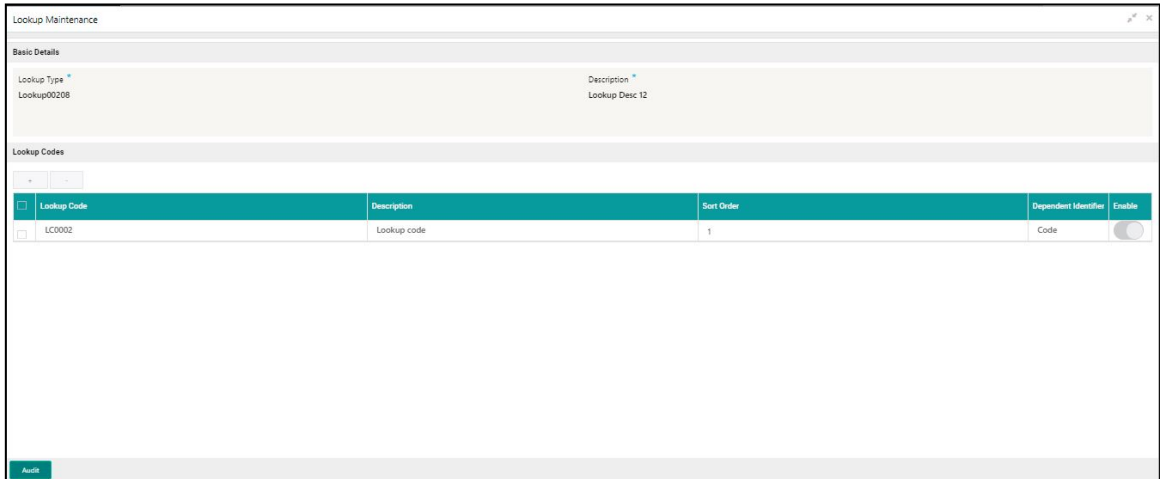 Lookup Maintenance
Basic Details
Lookup Type * Description *
Lookup00208 Lookup Desc 12
Lookup Codes
+ -
Lookup Code Description Sort Order Dependent Identifier Enable
LC0002 Lookup code 1 Code
Audit